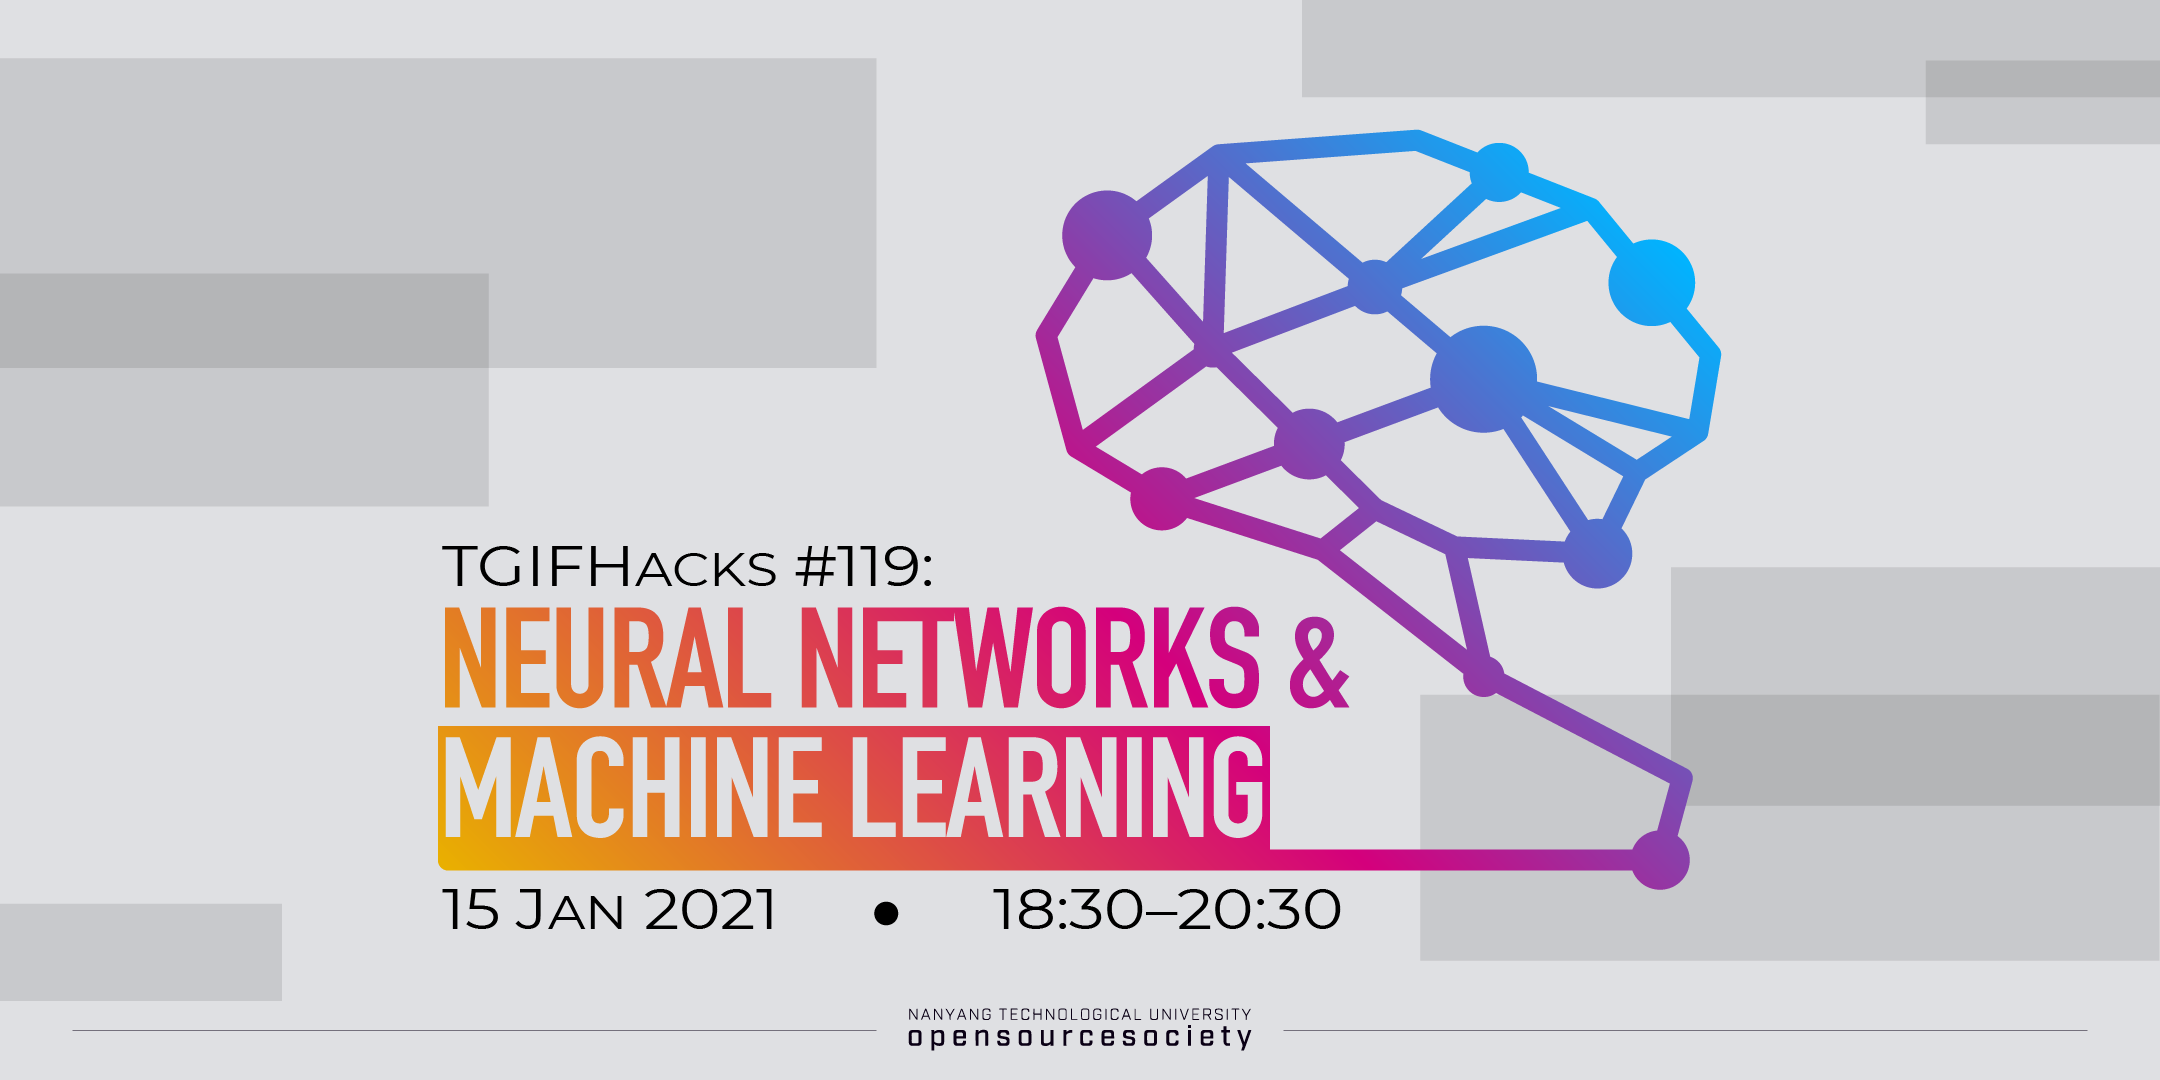 TGIFHacks #119:
NEURAL NETWORKS &
MACHINE LEARNING
15 Jan 2021 • 18:30–20:30
NANYANG TECHNOLOGICAL UNIVERSITY
opensourcesociety